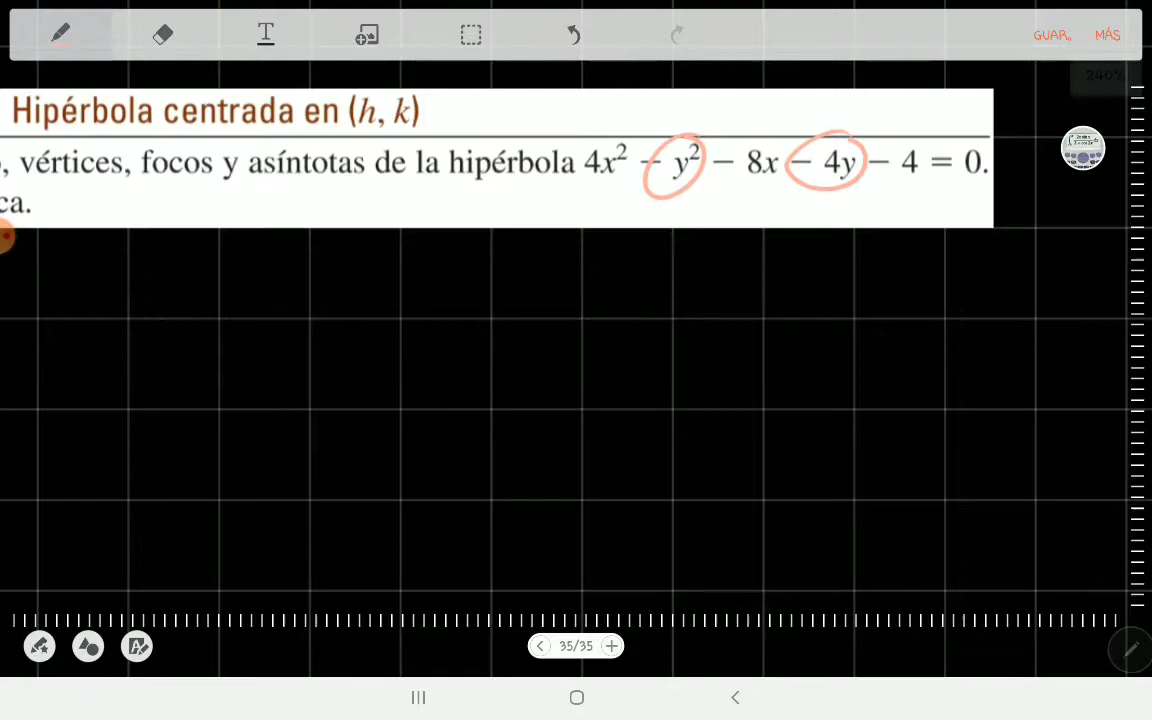 T GUAR. MÁS
240%
Hipérbola centrada en (h, k)
, vértices, focos y asíntotas de la hipérbola 4x² − y² − 8x − 4y − 4 = 0.
ca.
35/35